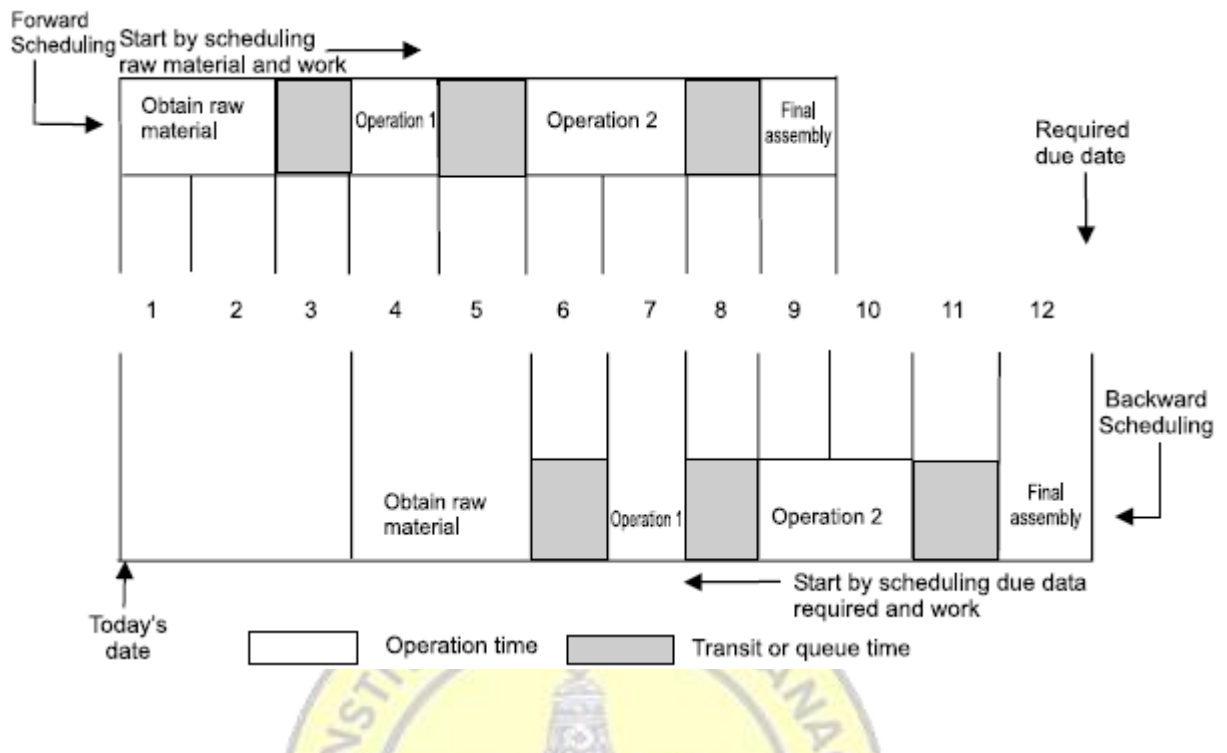 Forward
Scheduling
Start by scheduling
raw material and work
Obtain raw
material
Operation 1
Operation 2
Final
assembly
Required
due date
1 2 3 4 5 6 7 8 9 10 11 12
Backward
Scheduling
Obtain raw
material
Operation 1
Operation 2
Final
assembly
Start by scheduling due data
required and work
Today's
date
Operation time
Transit or queue time